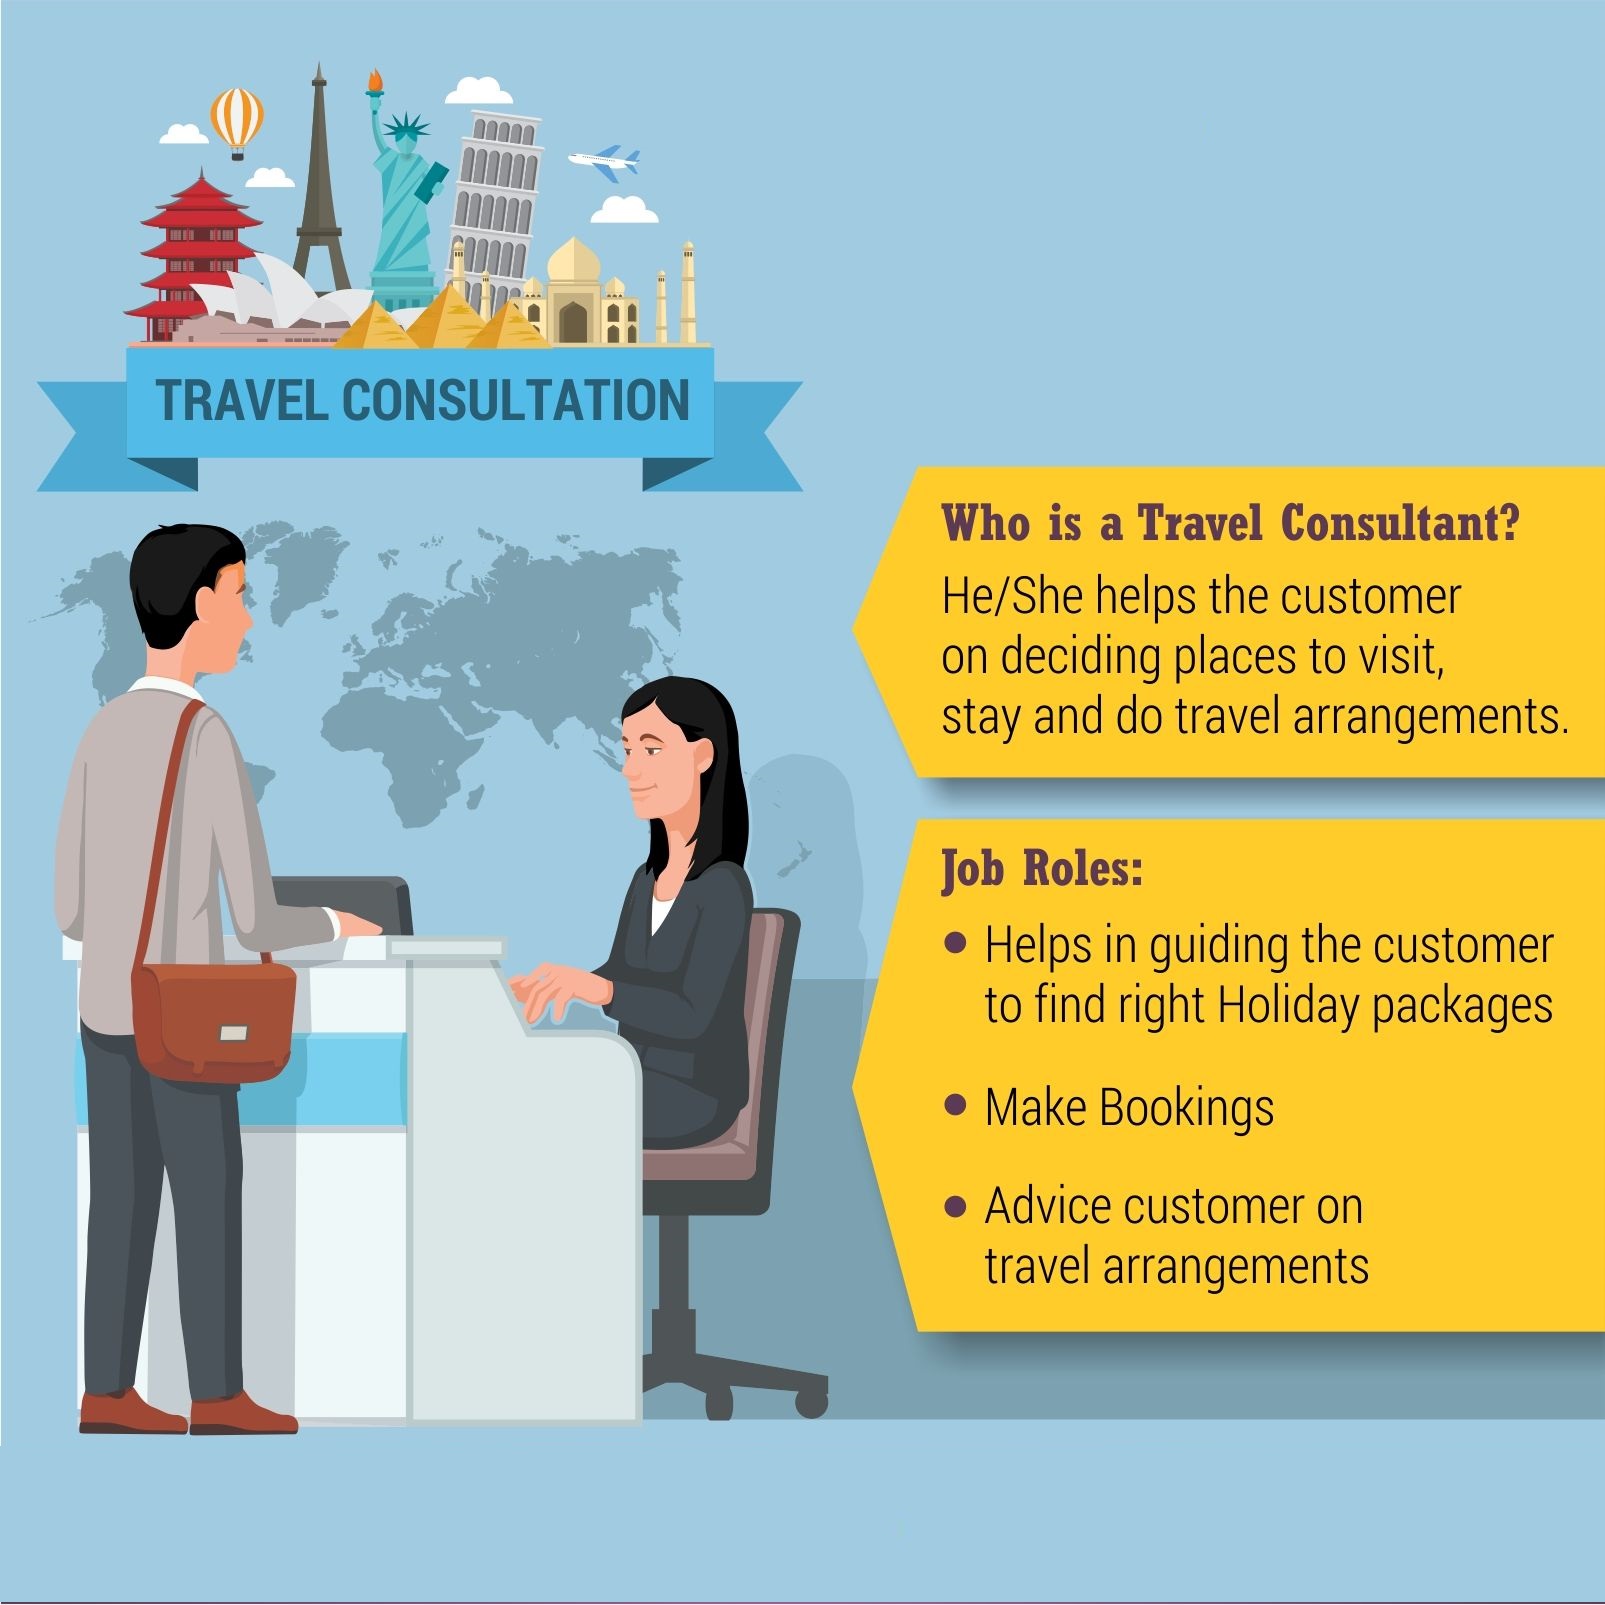 TRAVEL CONSULTATION
Who is a Travel Consultant?
He/She helps the customer
on deciding places to visit,
stay and do travel arrangements.
Job Roles:
• Helps in guiding the customer
to find right Holiday packages
• Make Bookings
• Advice customer on
travel arrangements